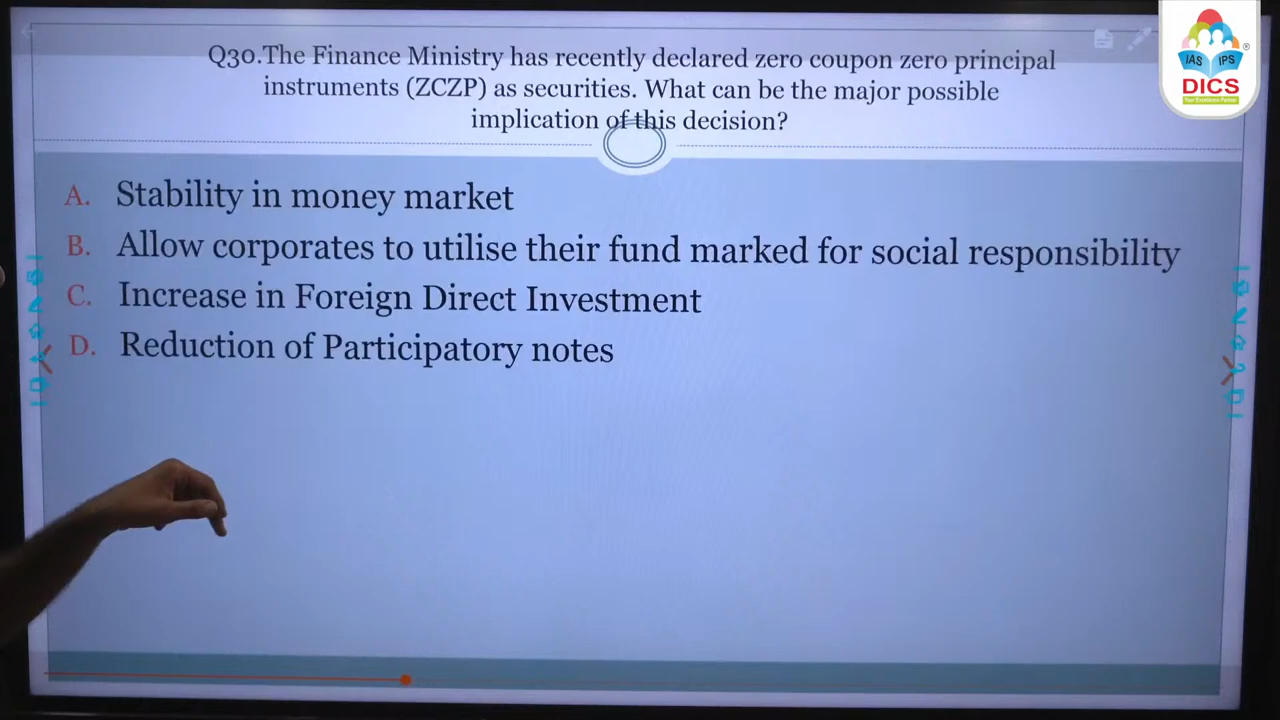 Q30.The Finance Ministry has recently declared zero coupon zero principal
instruments (ZCZP) as securities. What can be the major possible
implication of this decision?
A. Stability in money market
B. Allow corporates to utilise their fund marked for social responsibility
C. Increase in Foreign Direct Investment
D. Reduction of Participatory notes
IAS IPS
DICS